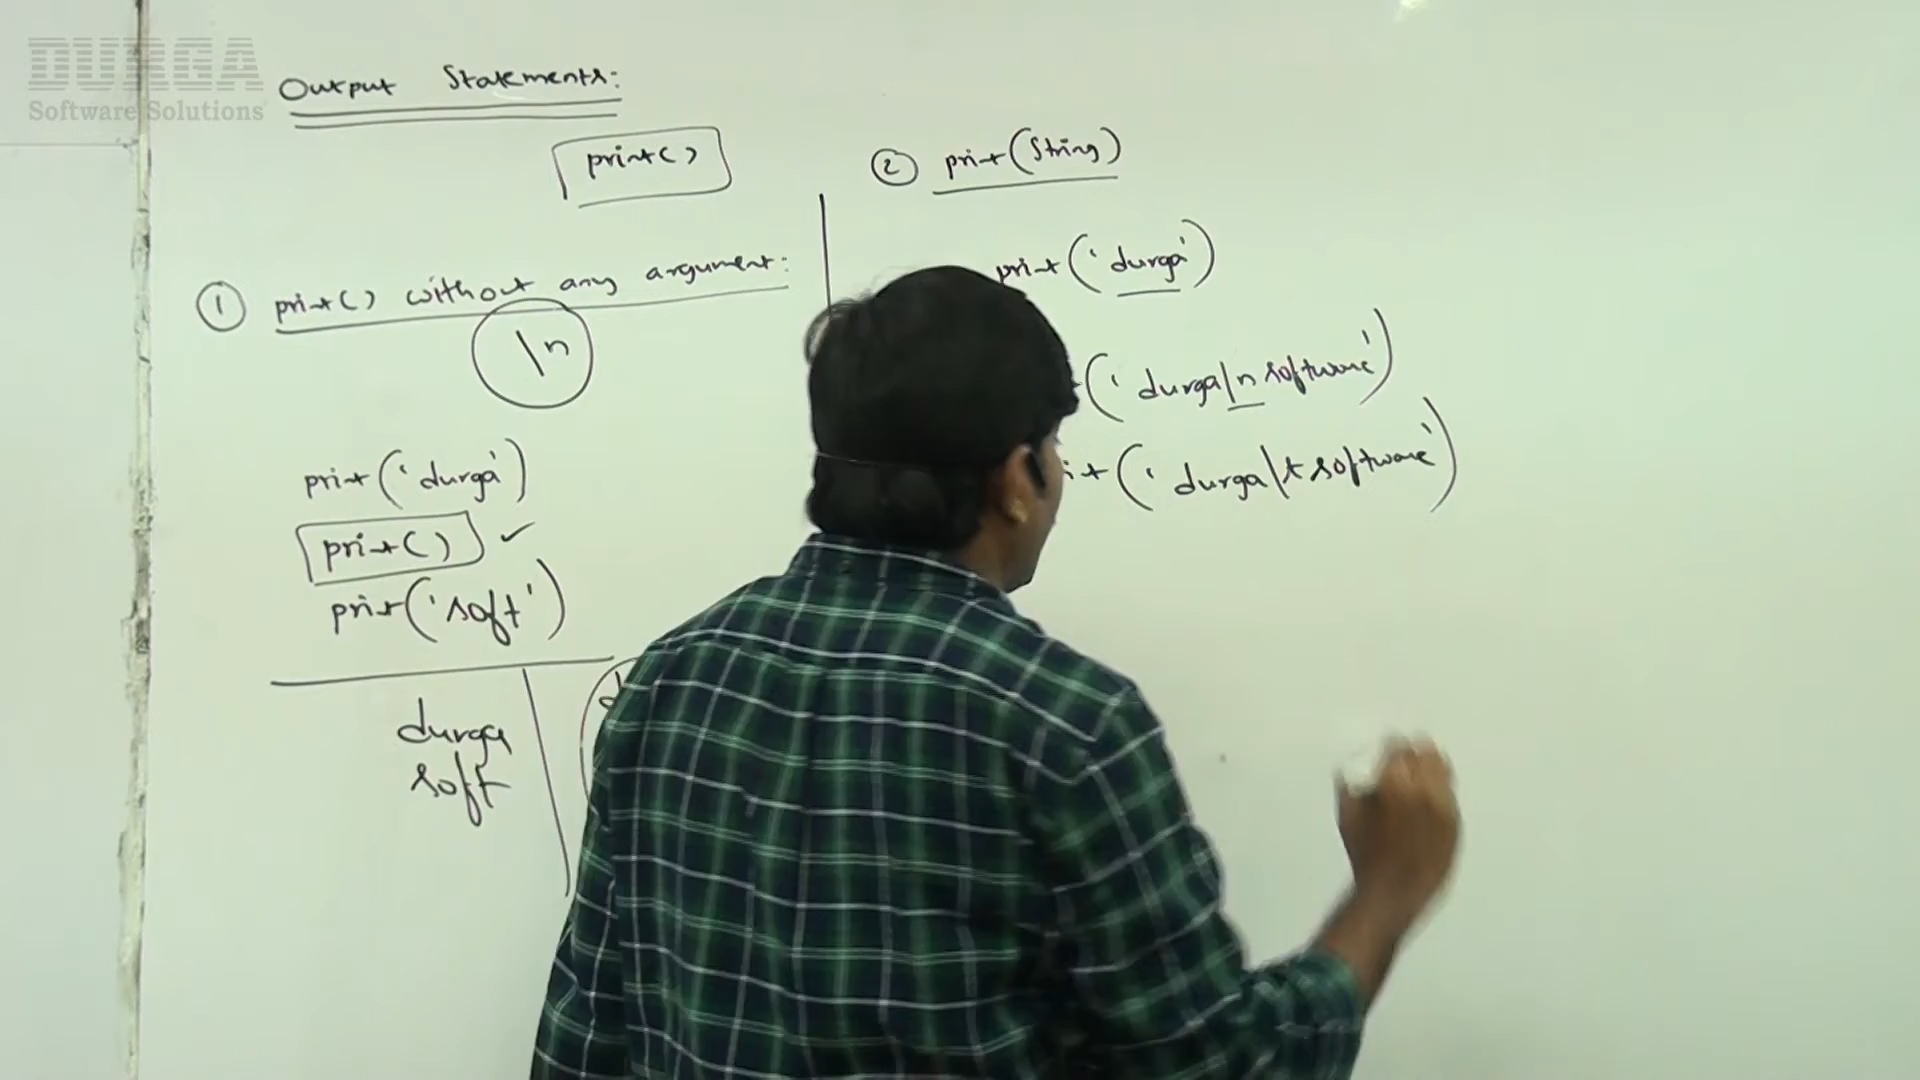 DURGA
Software Solutions
Output Statements:
print()
① print() without any argument:
\n
print('durga')
print()
print('soft')
durga
soft
② print(String)
print('durga')
('durga\n software')
('durga\t software')